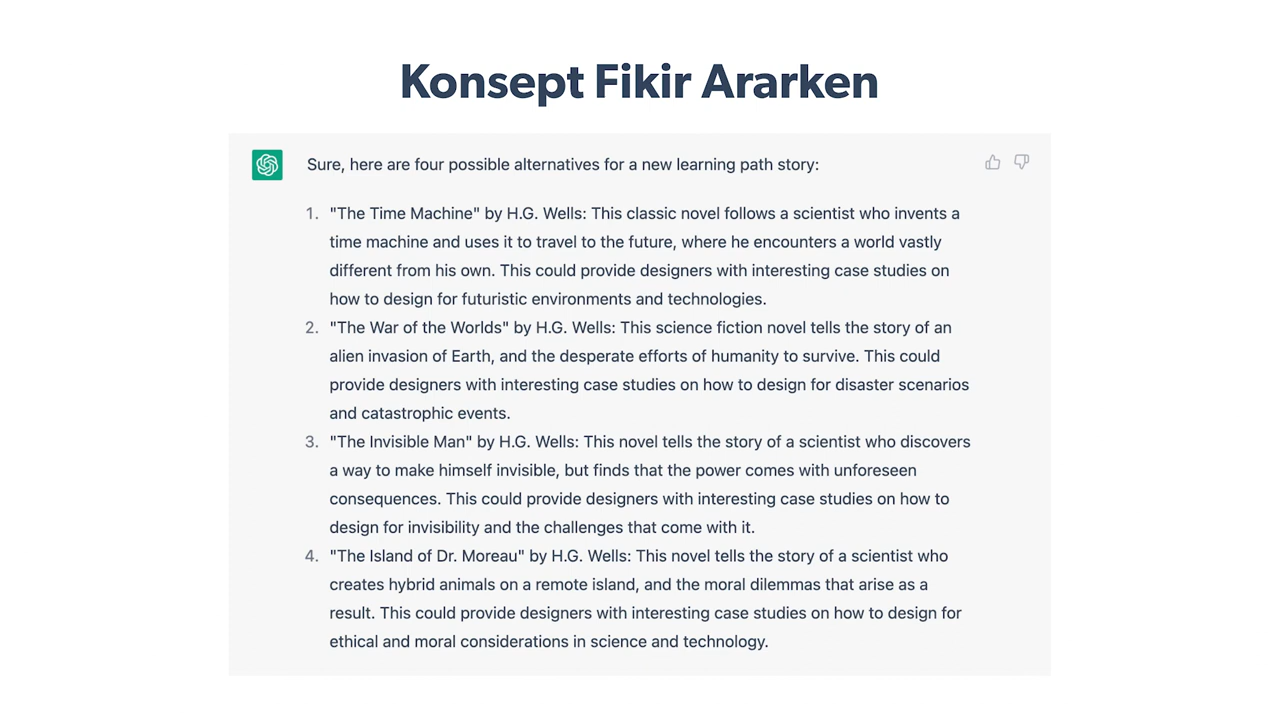 Konsept Fikir Ararken
Sure, here are four possible alternatives for a new learning path story:
1. "The Time Machine" by H.G. Wells: This classic novel follows a scientist who invents a
time machine and uses it to travel to the future, where he encounters a world vastly
different from his own. This could provide designers with interesting case studies on
how to design for futuristic environments and technologies.
2. "The War of the Worlds" by H.G. Wells: This science fiction novel tells the story of an
alien invasion of Earth, and the desperate efforts of humanity to survive. This could
provide designers with interesting case studies on how to design for disaster scenarios
and catastrophic events.
3. "The Invisible Man" by H.G. Wells: This novel tells the story of a scientist who discovers
a way to make himself invisible, but finds that the power comes with unforeseen
consequences. This could provide designers with interesting case studies on how to
design for invisibility and the challenges that come with it.
4. "The Island of Dr. Moreau" by H.G. Wells: This novel tells the story of a scientist who
creates hybrid animals on a remote island, and the moral dilemmas that arise as a
result. This could provide designers with interesting case studies on how to design for
ethical and moral considerations in science and technology.